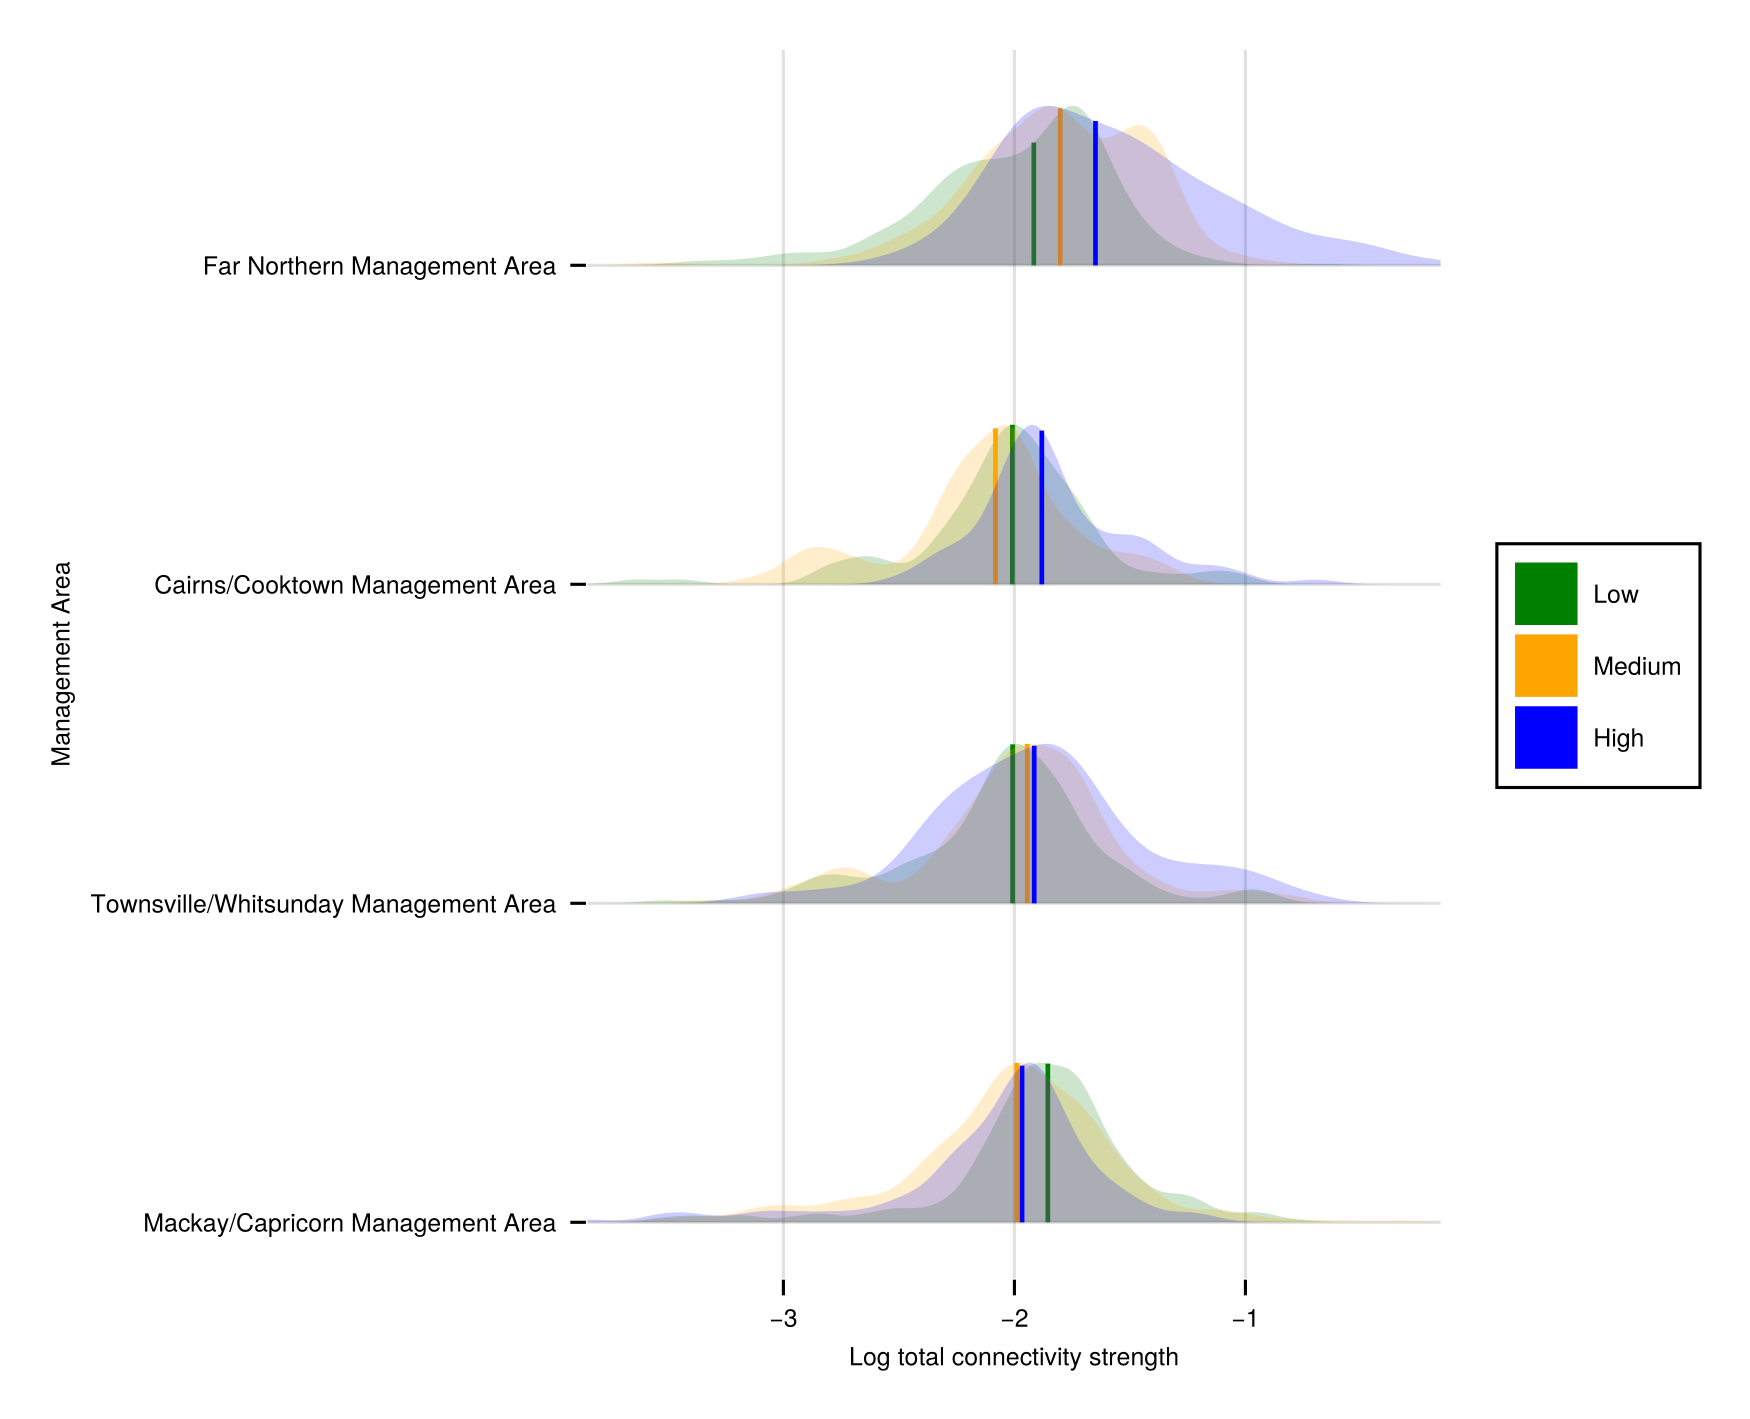 Far Northern Management Area
Cairns/Cooktown Management Area
Townsville/Whitsunday Management Area
Mackay/Capricorn Management Area
Management Area
−3
−2
−1
Log total connectivity strength
Low
Medium
High